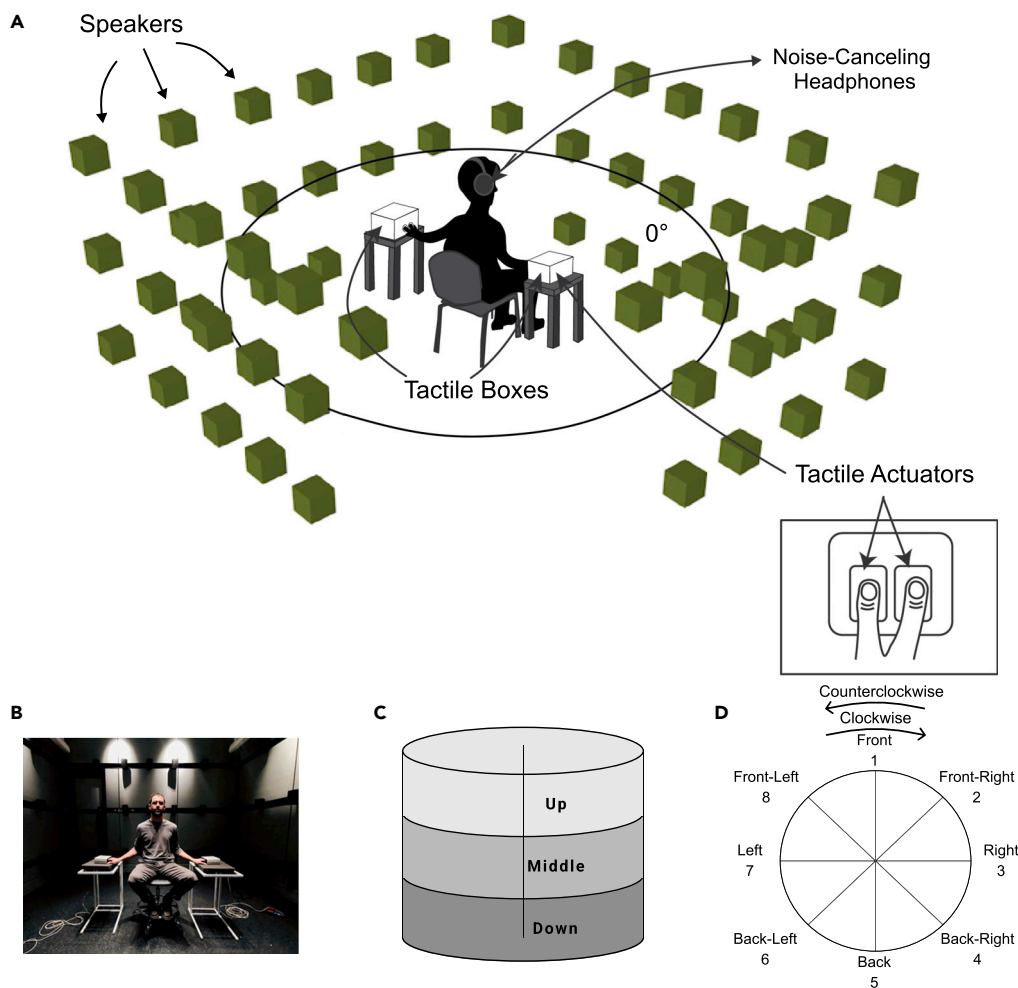 A
Speakers
Noise-Canceling
Headphones
0°
Tactile Boxes
Tactile Actuators
B
C
Up
Middle
Down
D
Counterclockwise
Clockwise
Front
1
Front-Left
8
Front-Right
2
Left
7
Right
3
Back-Left
6
Back-Right
4
Back
5